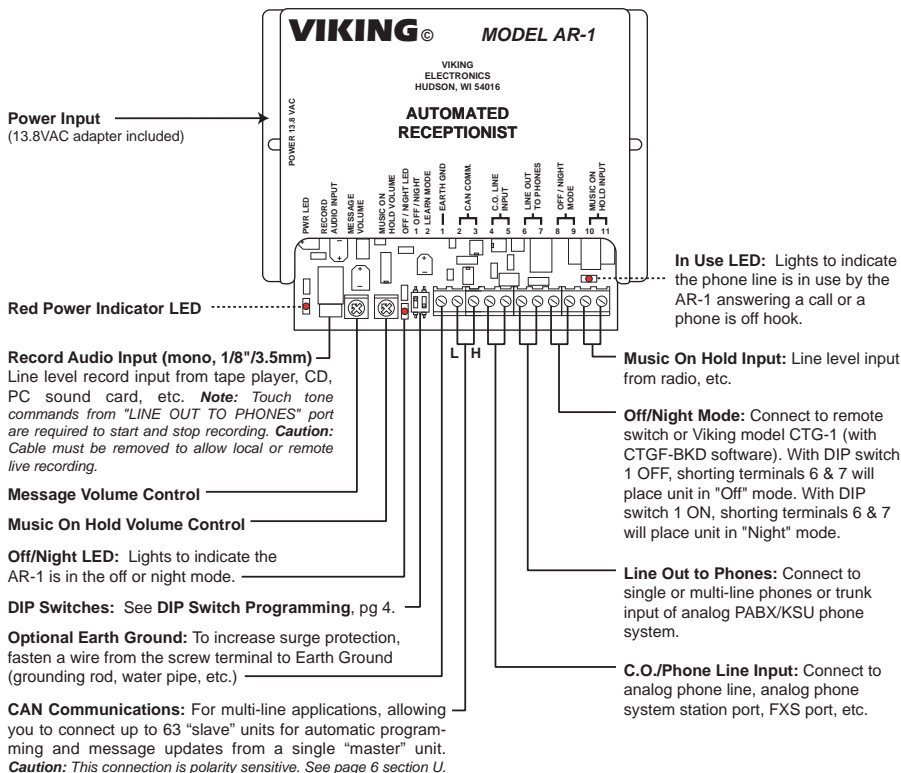 VIKING© MODEL AR-1
VIKING
ELECTRONICS
HUDSON, WI 54016
AUTOMATED
RECEPTIONIST
POWER 13.8 VAC
PWR LED
RECORD
AUDIO INPUT
MESSAGE
VOLUME
MUSIC ON
HOLD VOLUME
OFF / NIGHT LED
1 OFF / NIGHT
2 LEARN MODE
EARTH GND
CAN COMM.
C.O. LINE
INPUT
LINE OUT
TO PHONES
OFF / NIGHT
MODE
MUSIC ON
HOLD INPUT
1 2 3 4 5 6 7 8 9 10 11
L H
Power Input
(13.8VAC adapter included)
Red Power Indicator LED
Record Audio Input (mono, 1/8"/3.5mm)
Line level record input from tape player, CD,
PC sound card, etc. Note: Touch tone
commands from "LINE OUT TO PHONES" port
are required to start and stop recording. Caution:
Cable must be removed to allow local or remote
live recording.
Message Volume Control
Music On Hold Volume Control
Off/Night LED: Lights to indicate the
AR-1 is in the off or night mode.
DIP Switches: See DIP Switch Programming, pg 4.
Optional Earth Ground: To increase surge protection,
fasten a wire from the screw terminal to Earth Ground
(grounding rod, water pipe, etc.)
CAN Communications: For multi-line applications, allowing
you to connect up to 63 “slave” units for automatic program-
ming and message updates from a single “master” unit.
Caution: This connection is polarity sensitive. See page 6 section U.
In Use LED: Lights to indicate
the phone line is in use by the
AR-1 answering a call or a
phone is off hook.
Music On Hold Input: Line level input
from radio, etc.
Off/Night Mode: Connect to remote
switch or Viking model CTG-1 (with
CTGF-BKD software). With DIP switch
1 OFF, shorting terminals 6 & 7 will
place unit in "Off" mode. With DIP
switch 1 ON, shorting terminals 6 & 7
will place unit in "Night" mode.
Line Out to Phones: Connect to
single or multi-line phones or trunk
input of analog PABX/KSU phone
system.
C.O./Phone Line Input: Connect to
analog phone line, analog phone
system station port, FXS port, etc.